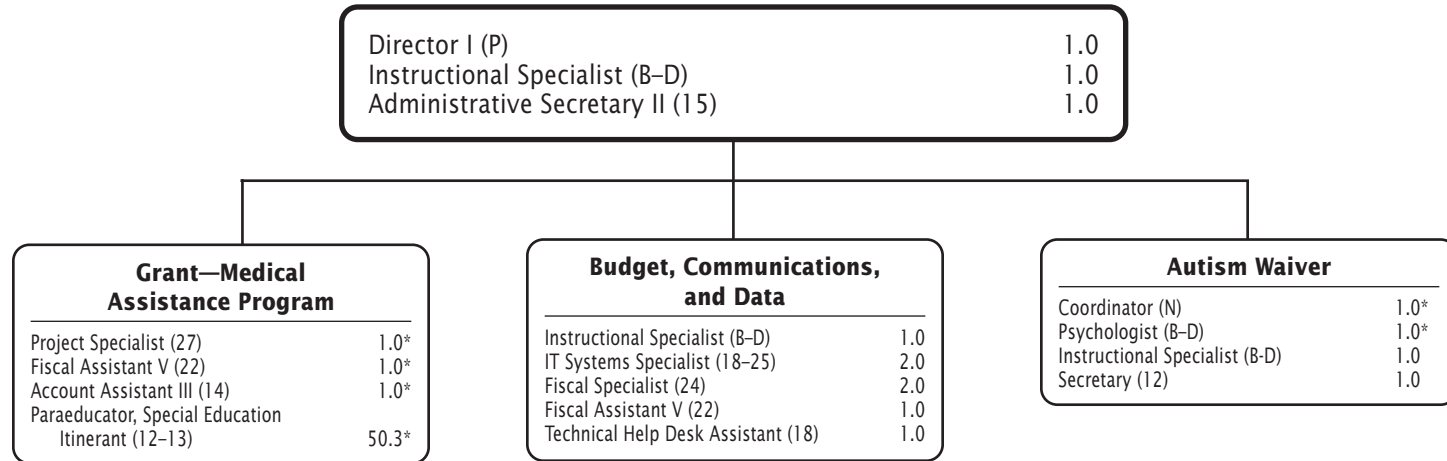 Director I (P) 1.0
Instructional Specialist (B–D) 1.0
Administrative Secretary II (15) 1.0
Grant—Medical
Assistance Program
Project Specialist (27) 1.0*
Fiscal Assistant V (22) 1.0*
Account Assistant III (14) 1.0*
Paraeducator, Special Education
Itinerant (12–13) 50.3*
Budget, Communications,
and Data
Instructional Specialist (B–D) 1.0
IT Systems Specialist (18–25) 2.0
Fiscal Specialist (24) 2.0
Fiscal Assistant V (22) 1.0
Technical Help Desk Assistant (18) 1.0
Autism Waiver
Coordinator (N) 1.0*
Psychologist (B–D) 1.0*
Instructional Specialist (B-D) 1.0
Secretary (12) 1.0